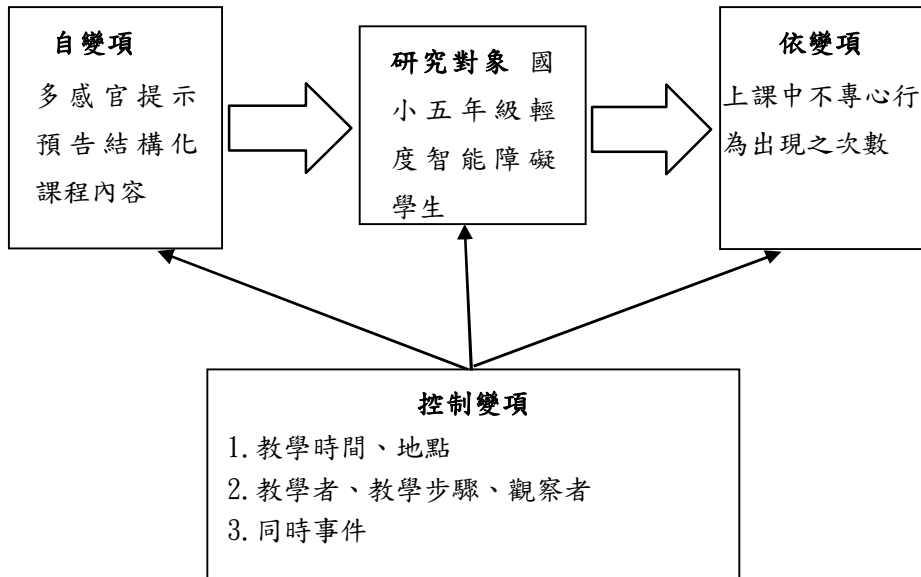 自變項
多感官提示
預告結構化
課程內容
研究對象 國
小五年級輕
度智能障礙
學生
依變項
上課中不專心行
為出現之次數
控制變項
1.教學時間、地點
2.教學者、教學步驟、觀察者
3.同時事件